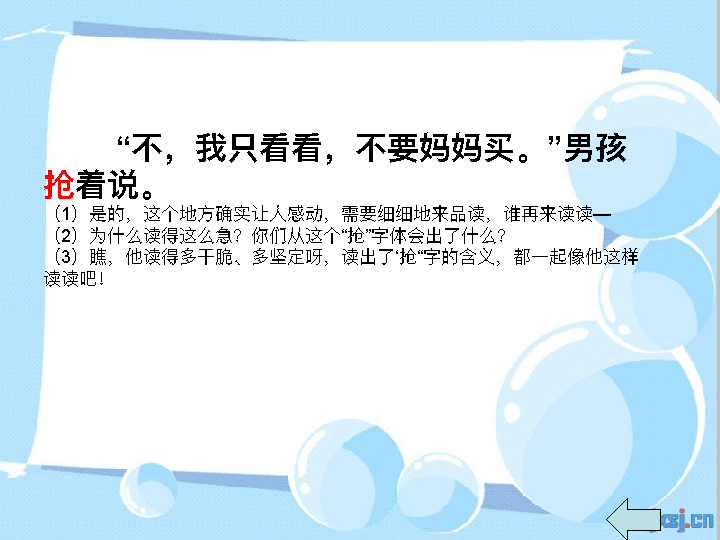 “不，我只看看，不要妈妈买。”男孩
抢着说。
（1）是的，这个地方确实让人感动，需要细细地来品读，谁再来读读—
（2）为什么读得这么急？你们从这个“抢”字体会出了什么？
（3）瞧，他读得多干脆、多坚定呀，读出了‘抢“字的含义，都一起像他这样
读读吧！